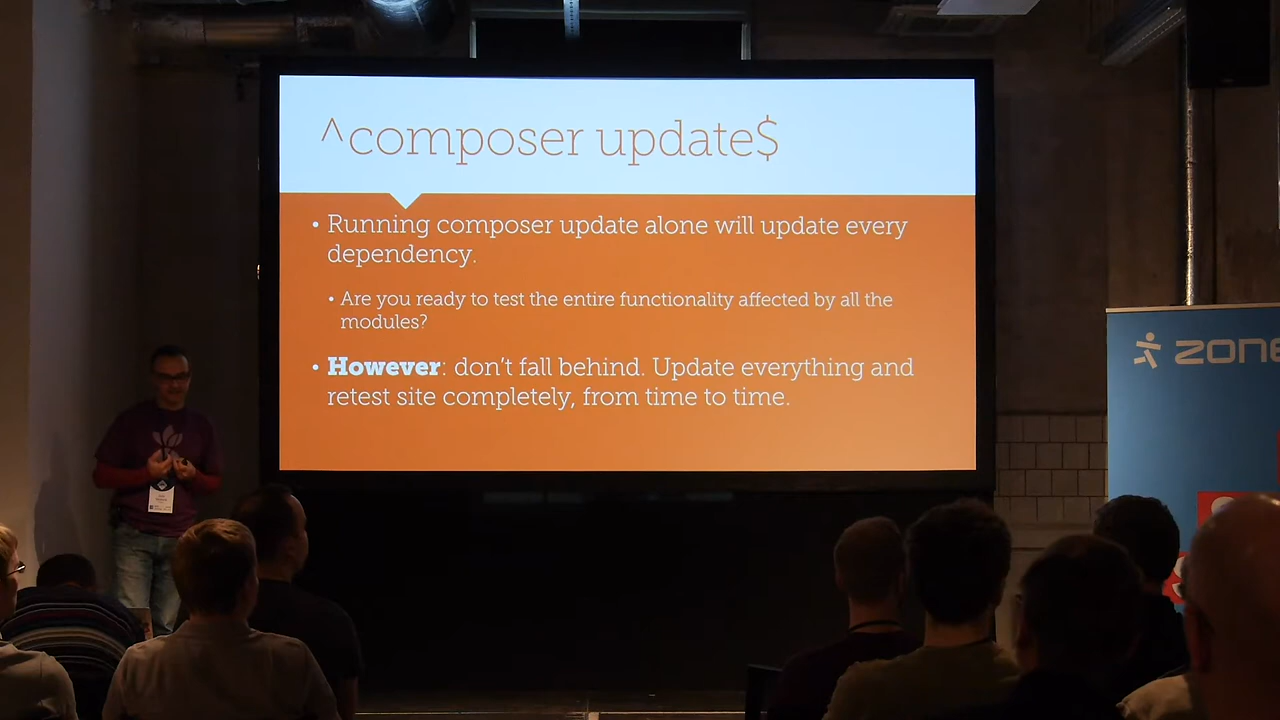 ^composer update$
• Running composer update alone will update every
dependency.
• Are you ready to test the entire functionality affected by all the
modules?
• However: don't fall behind. Update everything and
retest site completely, from time to time.
zone